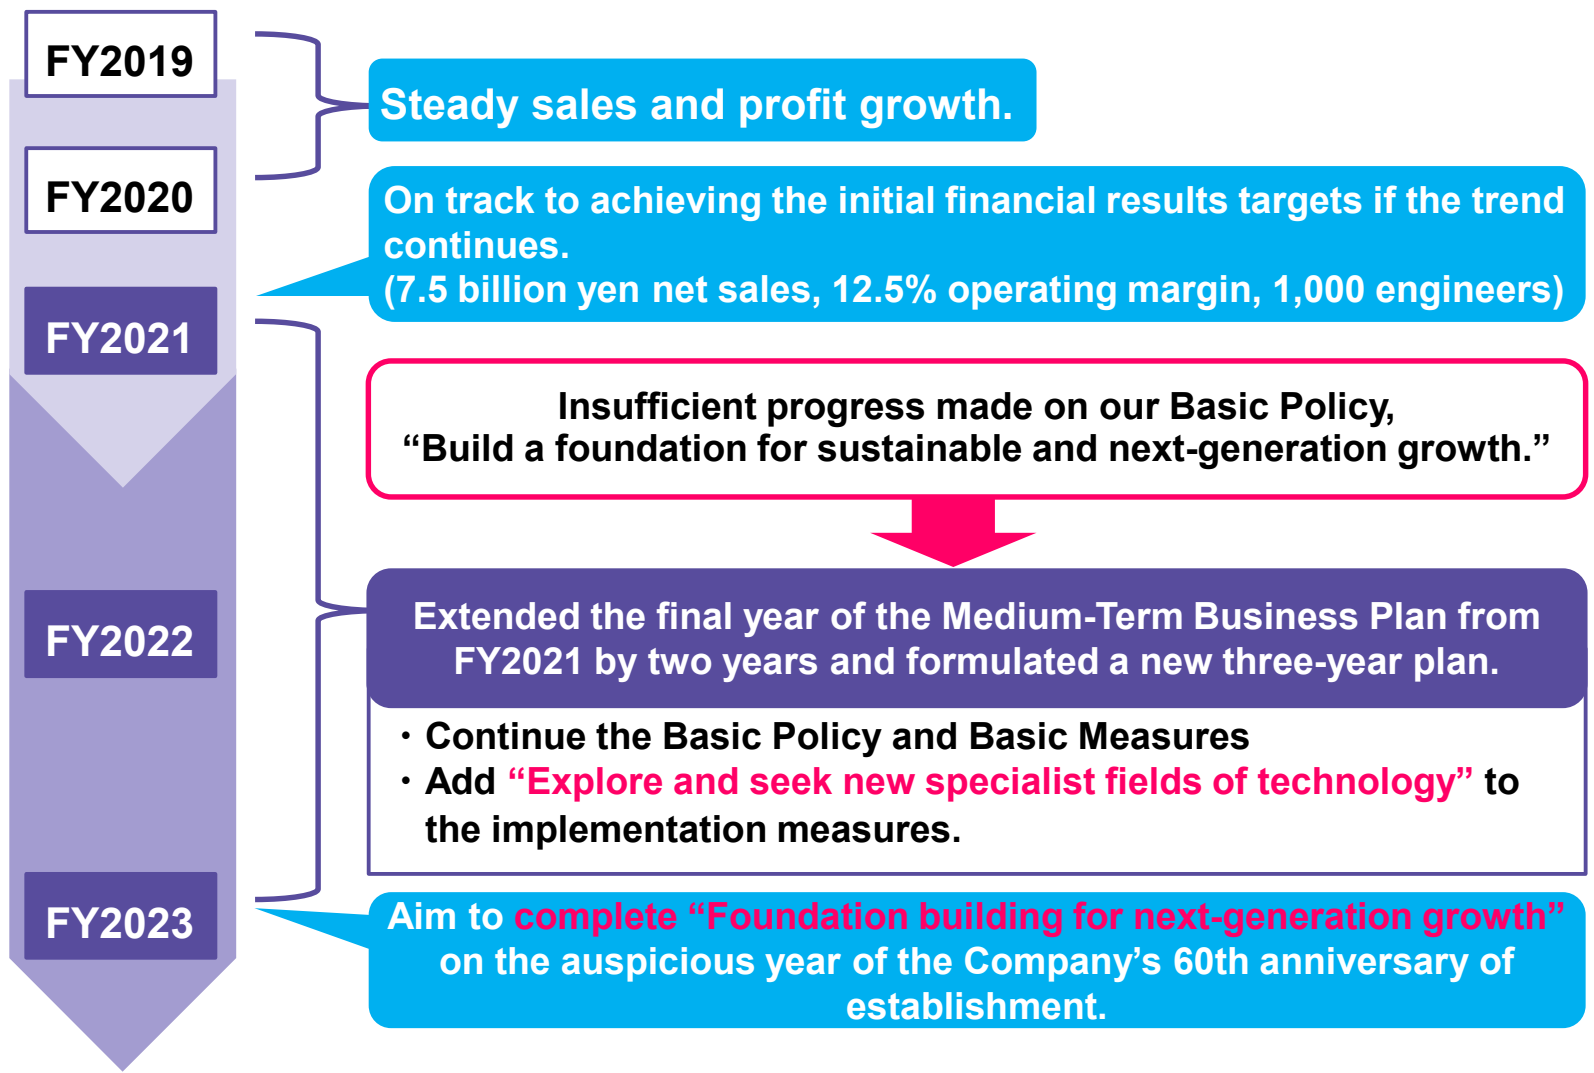 FY2019
Steady sales and profit growth.
FY2020
On track to achieving the initial financial results targets if the trend
continues.
(7.5 billion yen net sales, 12.5% operating margin, 1,000 engineers)
FY2021
Insufficient progress made on our Basic Policy,
“Build a foundation for sustainable and next-generation growth.”
FY2022
Extended the final year of the Medium-Term Business Plan from
FY2021 by two years and formulated a new three-year plan.
・Continue the Basic Policy and Basic Measures
・Add “Explore and seek new specialist fields of technology” to
the implementation measures.
FY2023
Aim to complete “Foundation building for next-generation growth”
on the auspicious year of the Company’s 60th anniversary of
establishment.